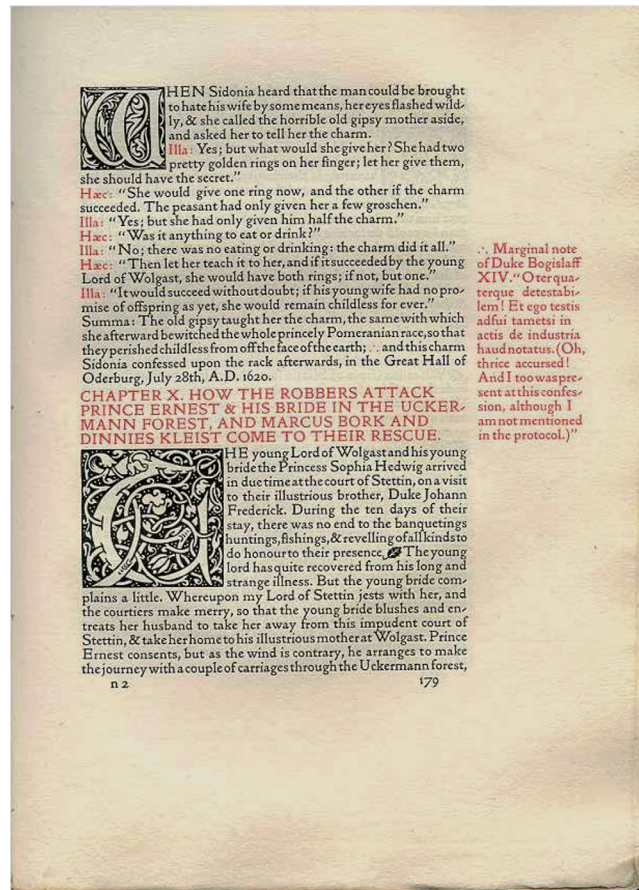 WHEN Sidonia heard that the man could be brought
to hate his wife by some means, her eyes flashed wild-
ly, & she called the horrible old gipsy mother aside,
and asked her to tell her the charm.
Illa: Yes; but what would she give her? She had two
pretty golden rings on her finger; let her give them,
she should have the secret.”
Hæc: “She would give one ring now, and the other if the charm
succeeded. The peasant had only given her a few groschen.”
Illa: “Yes; but she had only given him half the charm.”
Hæc: “Was it anything to eat or drink?”
Illa: “No; there was no eating or drinking: the charm did it all.”
Hæc: “Then let her teach it to her, and if it succeeded by the young
Lord of Wolgast, she would have both rings; if not, but one.”
Illa: “It would succeed without doubt; if his young wife had no pro-
mise of offspring as yet, she would remain childless for ever.”
Summa: The old gipsy taught her the charm, the same with which
she afterward bewitched the whole princely Pomeranian race, so that
they perished childless from off the face of the earth; ∴ and this charm
Sidonia confessed upon the rack afterwards, in the Great Hall of
Oderburg, July 28th, A.D. 1620.
CHAPTER X. HOW THE ROBBERS ATTACK
PRINCE ERNEST & HIS BRIDE IN THE UCKER-
MANN FOREST, AND MARCUS BORK AND
DINNIES KLEIST COME TO THEIR RESCUE.
THE young Lord of Wolgast and his young
bride the Princess Sophia Hedwig arrived
in due time at the court of Stettin, on a visit
to their illustrious brother, Duke Johann
Frederick. During the ten days of their
stay, there was no end to the banquetings
huntings, fishings, & revelling of all kinds to
do honour to their presence. The young
lord has quite recovered from his long and
strange illness. But the young bride com-
plains a little. Whereupon my Lord of Stettin jests with her, and
the courtiers make merry, so that the young bride blushes and en-
treats her husband to take her away from this impudent court of
Stettin, & take her home to his illustrious mother at Wolgast. Prince
Ernest consents, but as the wind is contrary, he arranges to make
the journey with a couple of carriages through the Uckermann forest,
n 2 179
∴ Marginal note
of Duke Bogislaff
XIV. “O ter qua-
terque detestabi-
lem! Et ego testis
adfui tametsi in
actis de industria
haud notatus. (Oh,
thrice accursed!
And I too was pre-
sent at this confes-
sion, although I
am not mentioned
in the protocol.)”